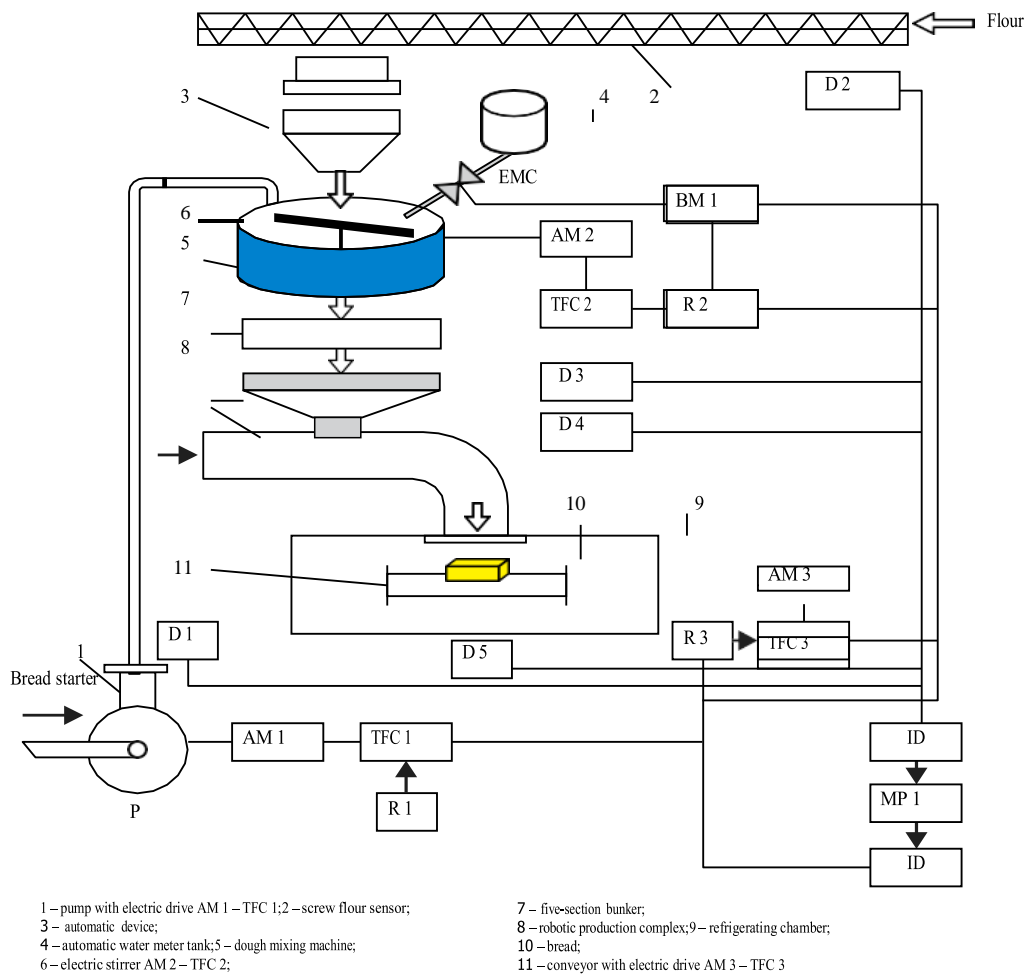 Flour
D 2
3
4
2
EMC
BM 1
6
5
AM 2
7
TFC 2
R 2
8
D 3
D 4
10
9
11
AM 3
D 1
R 3
TFC 3
1
D 5
Bread starter
AM 1
TFC 1
ID
R 1
MP 1
P
ID
1 – pump with electric drive AM 1 – TFC 1;2 – screw flour sensor;
3 – automatic device;
4 – automatic water meter tank;5 – dough mixing machine;
6 – electric stirrer AM 2 – TFC 2;
7 – five-section bunker;
8 – robotic production complex;9 – refrigerating chamber;
10 – bread;
11 – conveyor with electric drive AM 3 – TFC 3